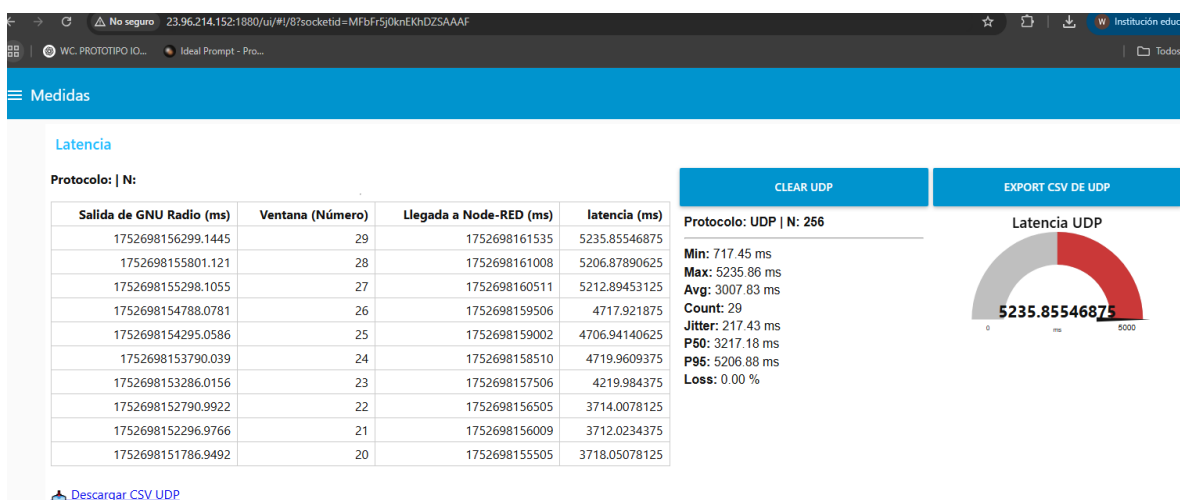 No seguro 23.96.214.152:1880/ui/#!/8?socketid=MFbFr5j0knEKhDZSAAAF W Institución educ
WC. PROTOTIPO IO... Ideal Prompt - Pro... Todos
Medidas
Latencia
Protocolo: | N:
Salida de GNU Radio (ms) Ventana (Número) Llegada a Node-RED (ms) latencia (ms)
1752698156299.1445 29 1752698161535 5235.85546875
1752698155801.121 28 1752698161008 5206.87890625
1752698155298.1055 27 1752698160511 5212.89453125
1752698154788.0781 26 1752698159506 4717.921875
1752698154295.0586 25 1752698159002 4706.94140625
1752698153790.039 24 1752698158510 4719.9609375
1752698153286.0156 23 1752698157506 4219.984375
1752698152790.9922 22 1752698156505 3714.0078125
1752698152296.9766 21 1752698156009 3712.0234375
1752698151786.9492 20 1752698155505 3718.05078125
Descargar CSV UDP
CLEAR UDP
Protocolo: UDP | N: 256
Min: 717.45 ms
Max: 5235.86 ms
Avg: 3007.83 ms
Count: 29
Jitter: 217.43 ms
P50: 3217.18 ms
P95: 5206.88 ms
Loss: 0.00 %
EXPORT CSV DE UDP
Latencia UDP
5235.85546875
0 ms 5000